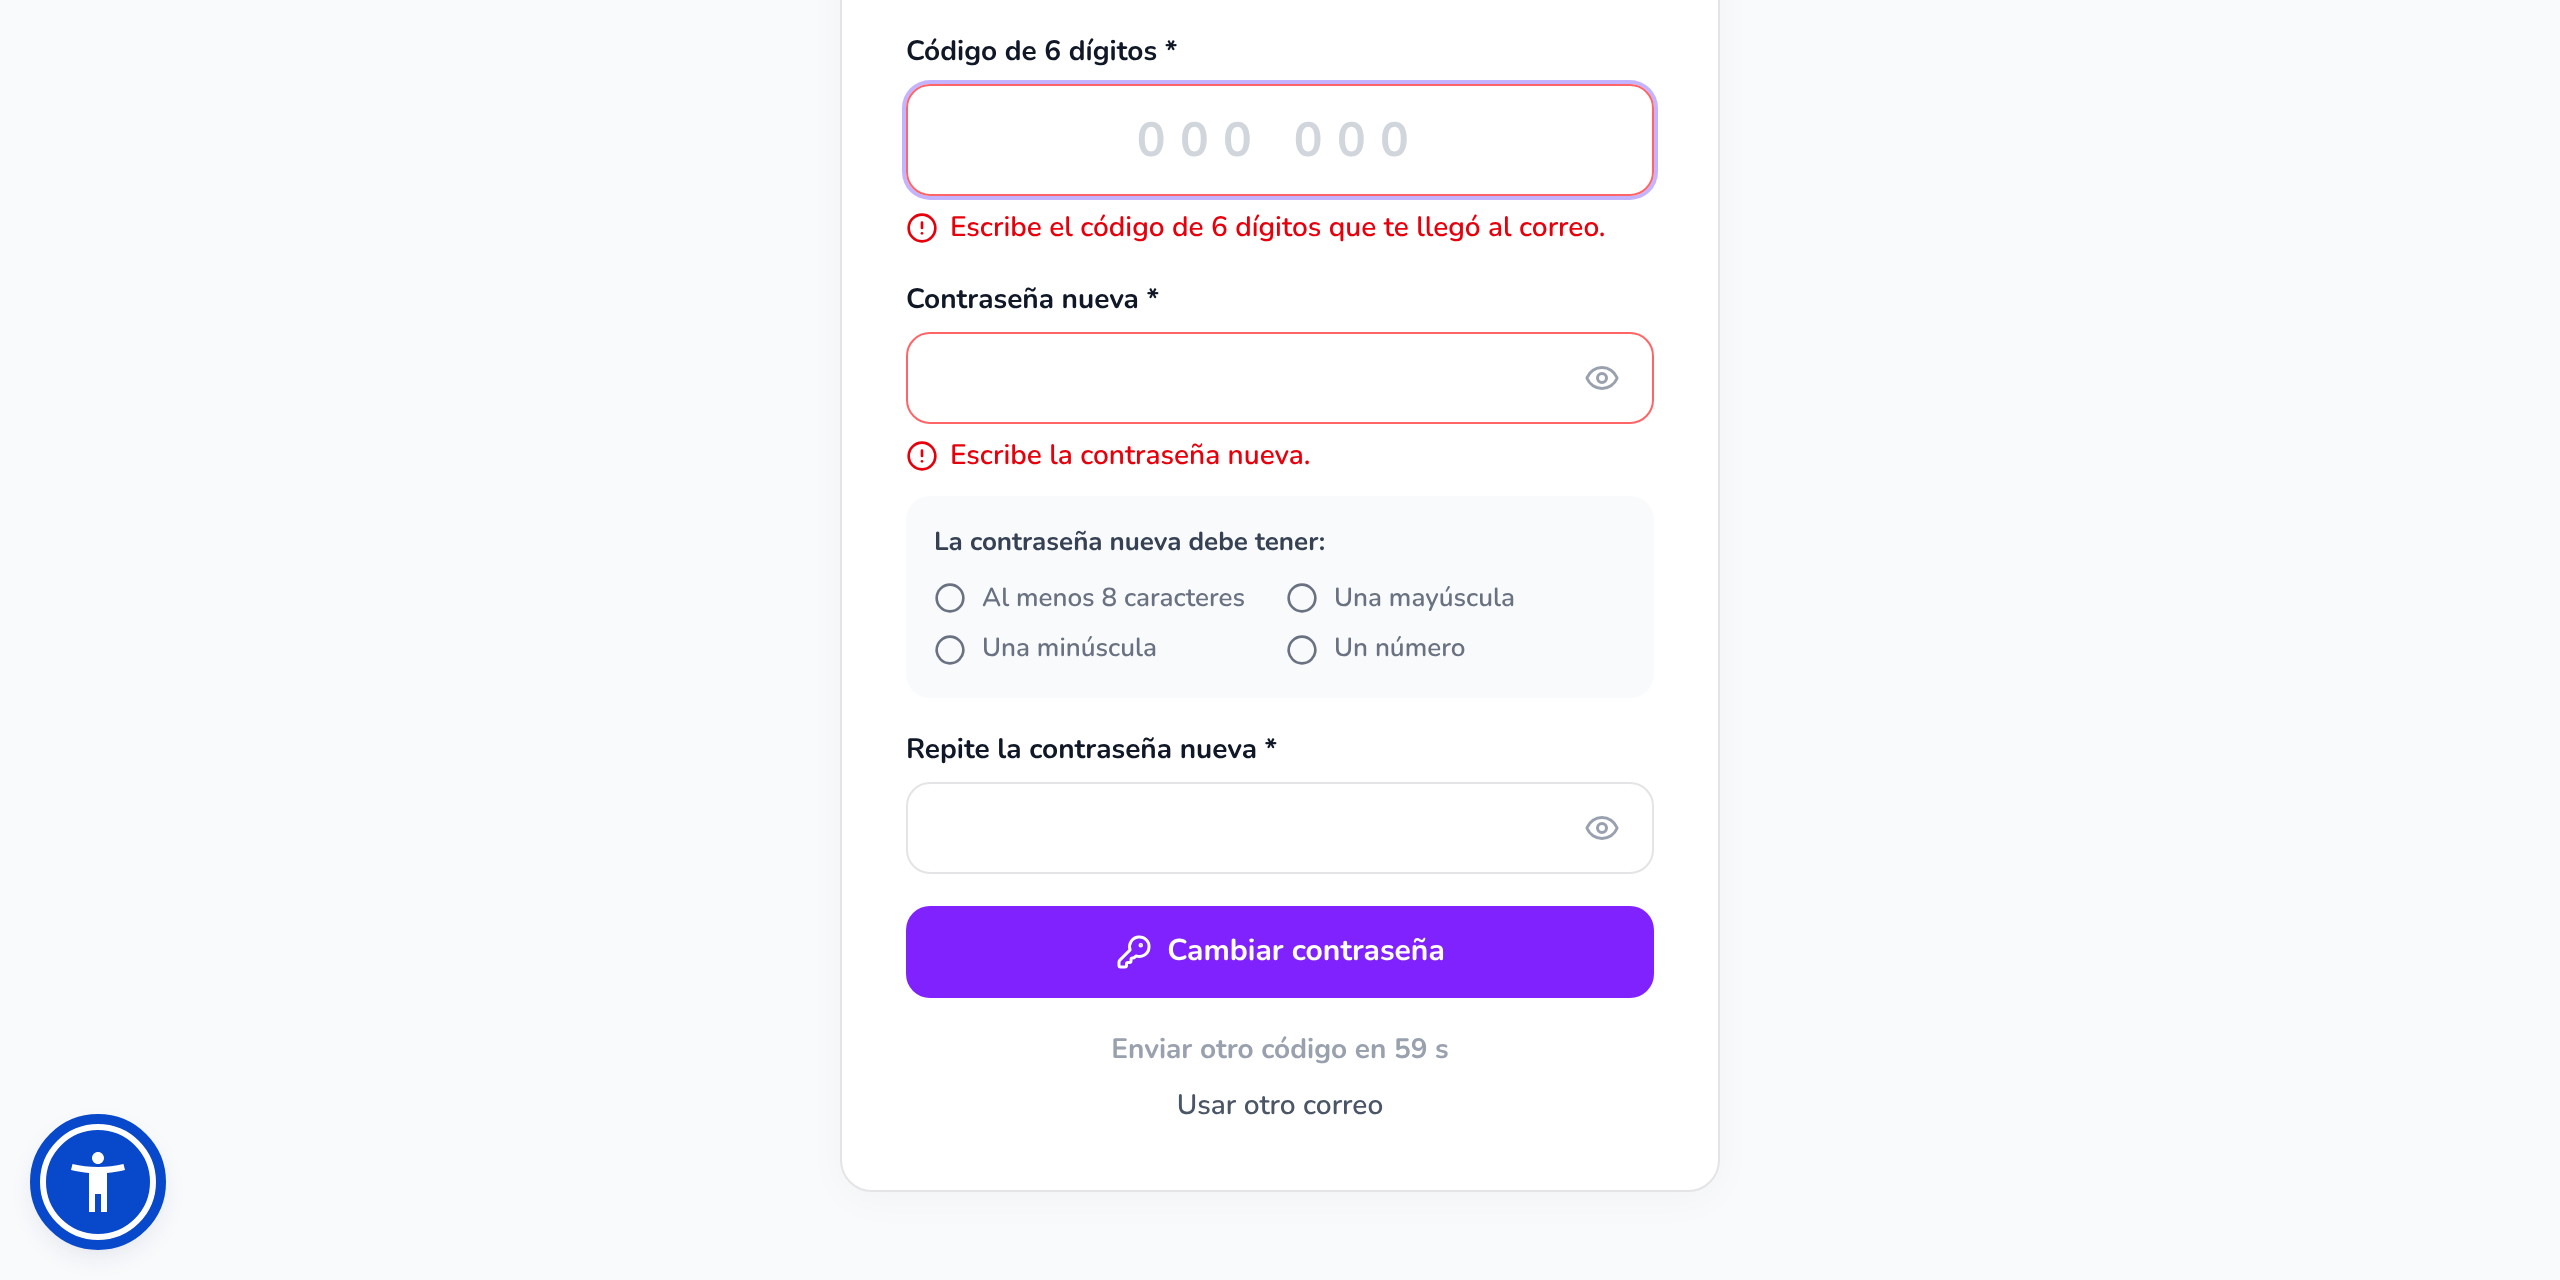 Código de 6 dígitos *
000 000
Escribe el código de 6 dígitos que te llegó al correo.
Contraseña nueva *
Escribe la contraseña nueva.
La contraseña nueva debe tener:
Al menos 8 caracteres
Una mayúscula
Una minúscula
Un número
Repite la contraseña nueva *
Cambiar contraseña
Enviar otro código en 59 s
Usar otro correo